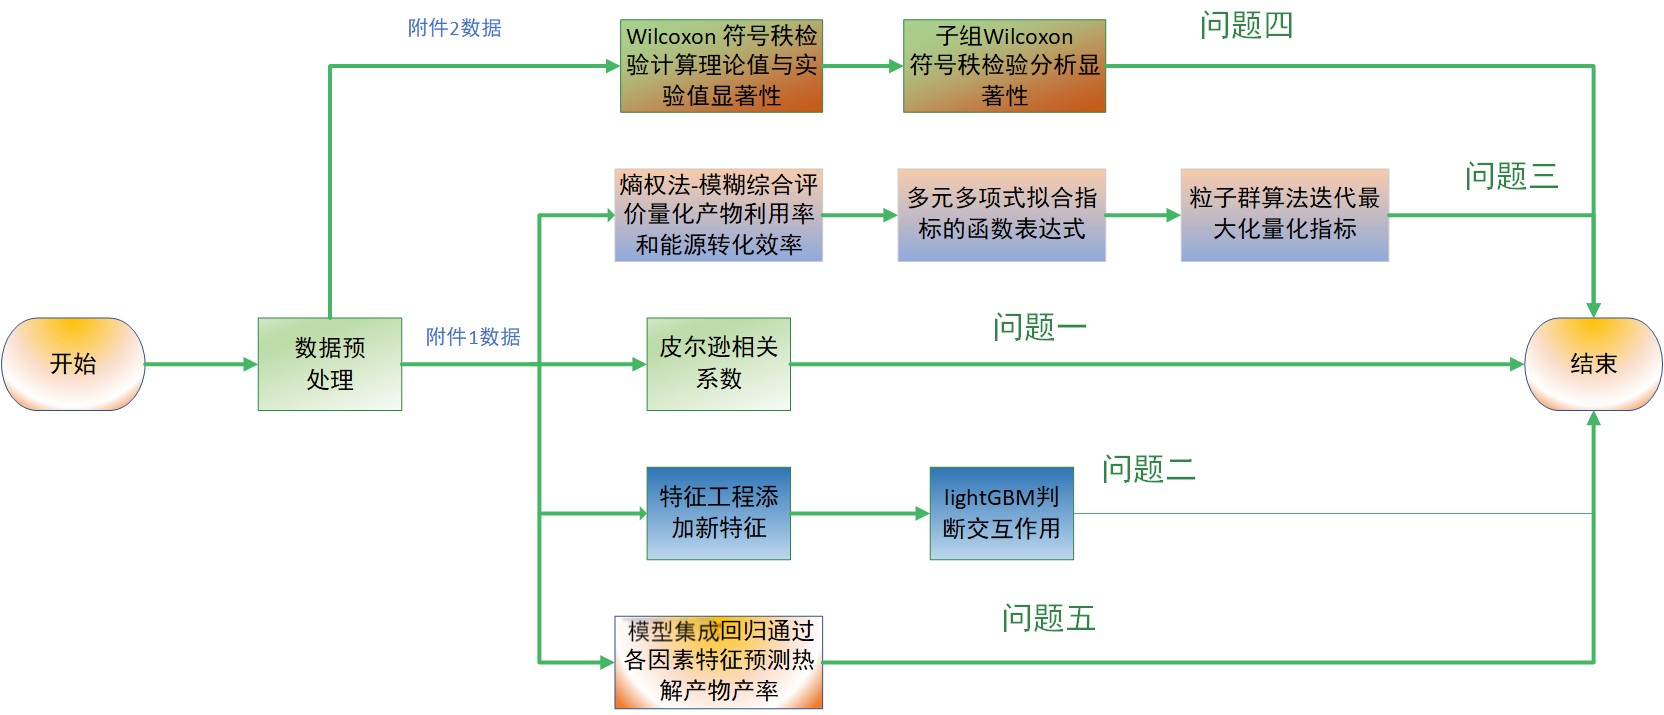 附件2数据
Wilcoxon 符号秩检
验计算理论值与实
验值显著性
子组Wilcoxon
符号秩检验分析显
著性
问题四
熵权法-模糊综合评
价量化产物利用率
和能源转化效率
多元多项式拟合指
标的函数表达式
粒子群算法迭代最
大化量化指标
问题三
开始
数据预
处理
附件1数据
皮尔逊相关
系数
问题一
结束
特征工程添
加新特征
lightGBM判
断交互作用
问题二
模型集成回归通过
各因素特征预测热
解产物产率
问题五